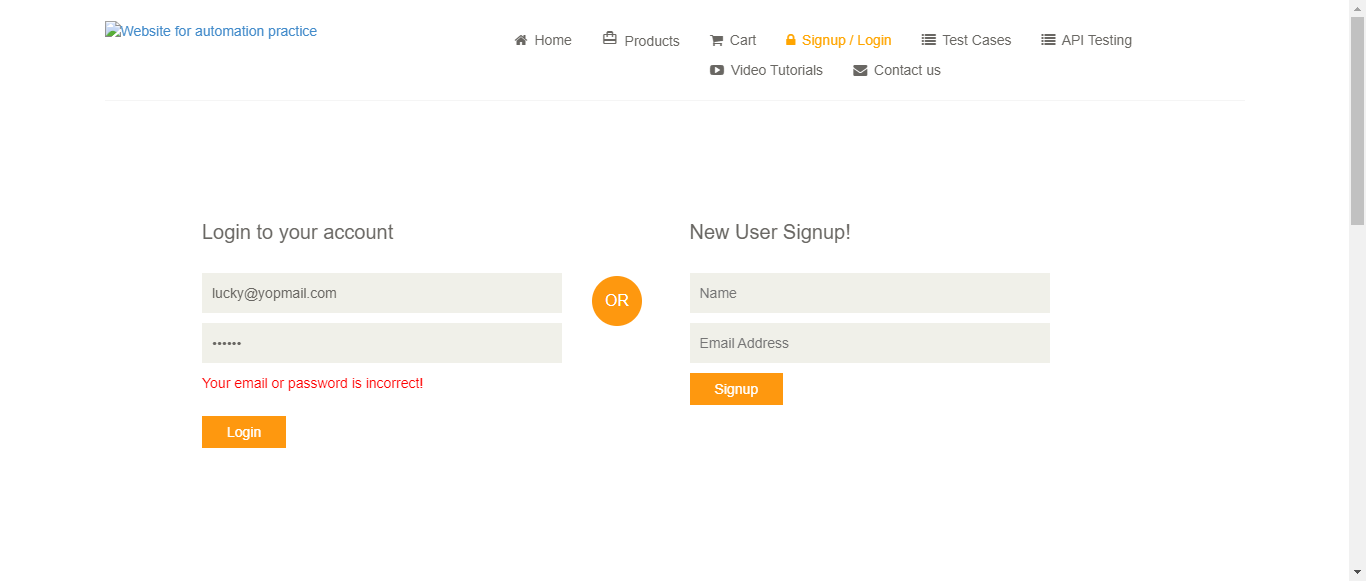 Website for automation practice
Home Products Cart Signup / Login Test Cases API Testing
Video Tutorials Contact us
Login to your account
lucky@yopmail.com
••••••
Your email or password is incorrect!
Login
OR
New User Signup!
Name
Email Address
Signup